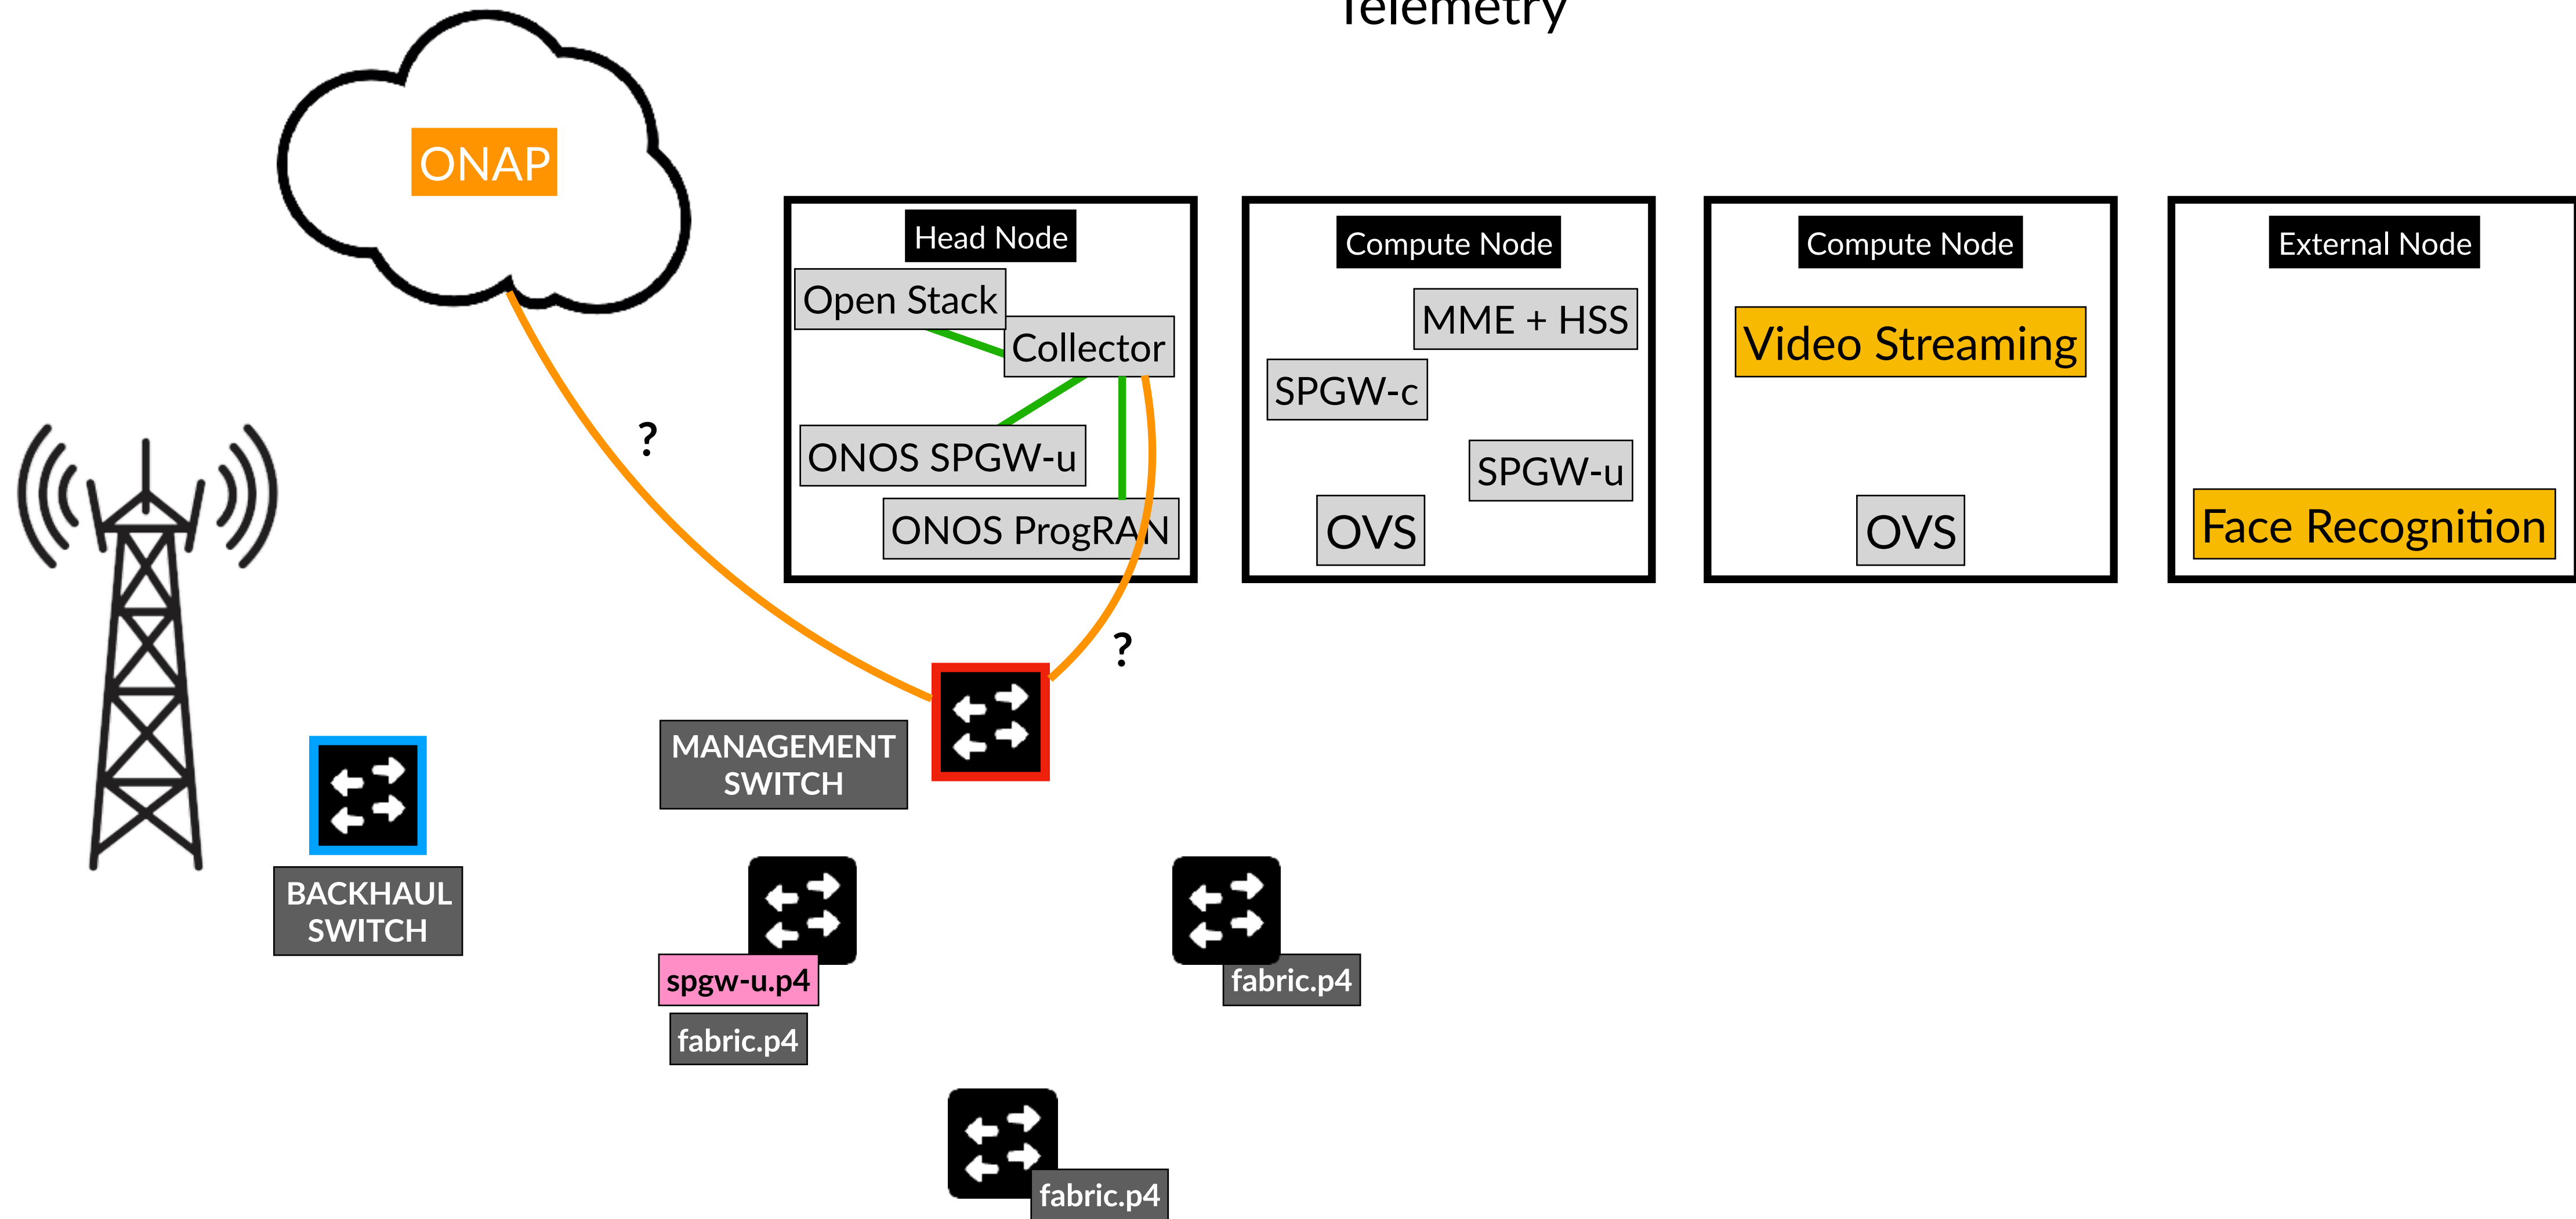 Telemetry
ONAP
Head Node
Open Stack
Collector
ONOS SPGW-u
ONOS ProgRAN
Compute Node
MME + HSS
SPGW-c
SPGW-u
OVS
Compute Node
Video Streaming
OVS
External Node
Face Recognition
?
?
MANAGEMENT
SWITCH
BACKHAUL
SWITCH
spgw-u.p4
fabric.p4
fabric.p4
fabric.p4